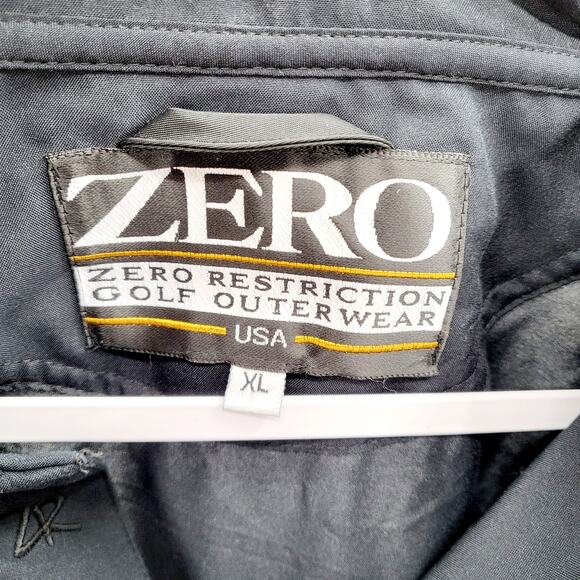 ZERO
ZERO RESTRICTION
GOLF OUTERWEAR
USA
XL